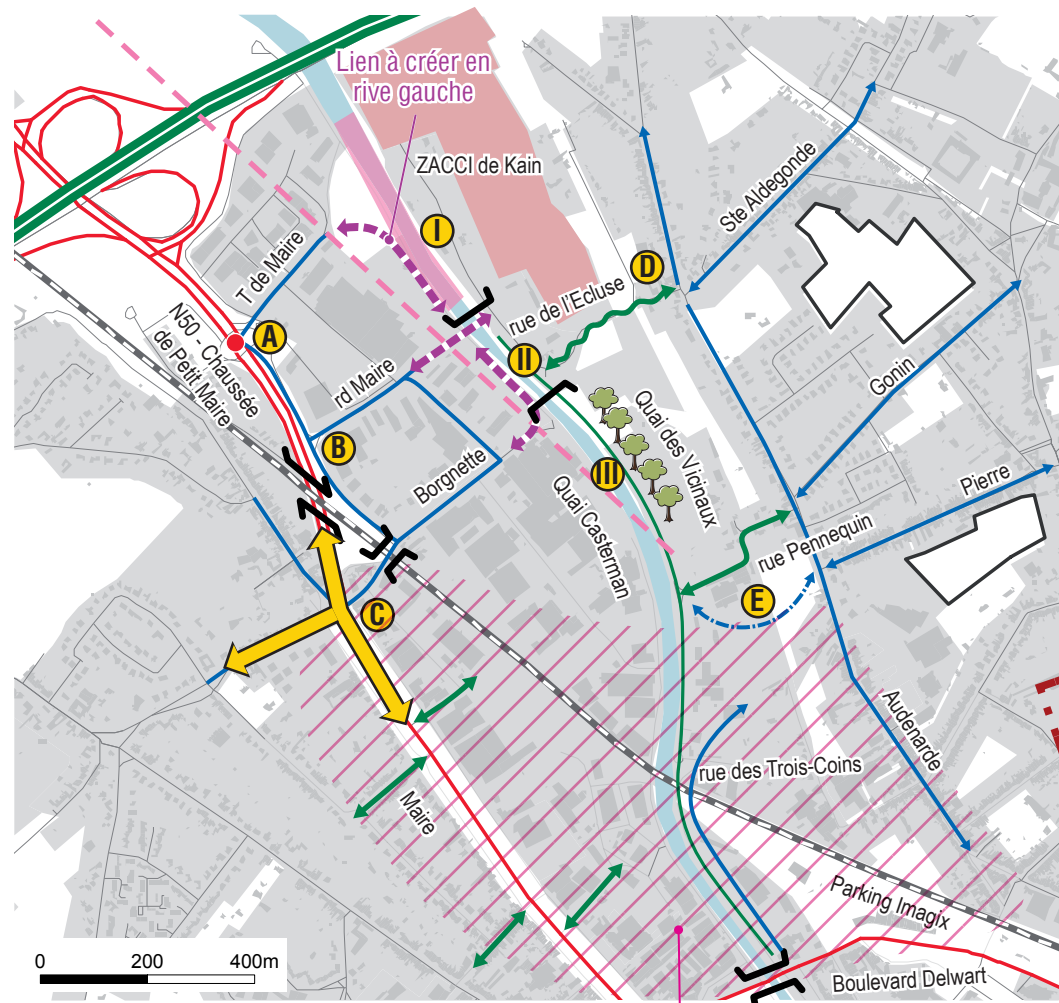 Lien à créer en
rive gauche
ZACCI de Kain
Ste Aldegonde
I
D
T de Maire
rue de l'Ecluse
A
N50 - Chaussée
de Petit Maire
II
rd Maire
Gonin
Quai des Vicinaux
B
Borgnette
III
Pierre
Quai Casterman
rue Pennequin
E
C
Audenarde
rue des Trois-Coins
Maire
Parking Imagix
0 200 400m
Boulevard Delwart